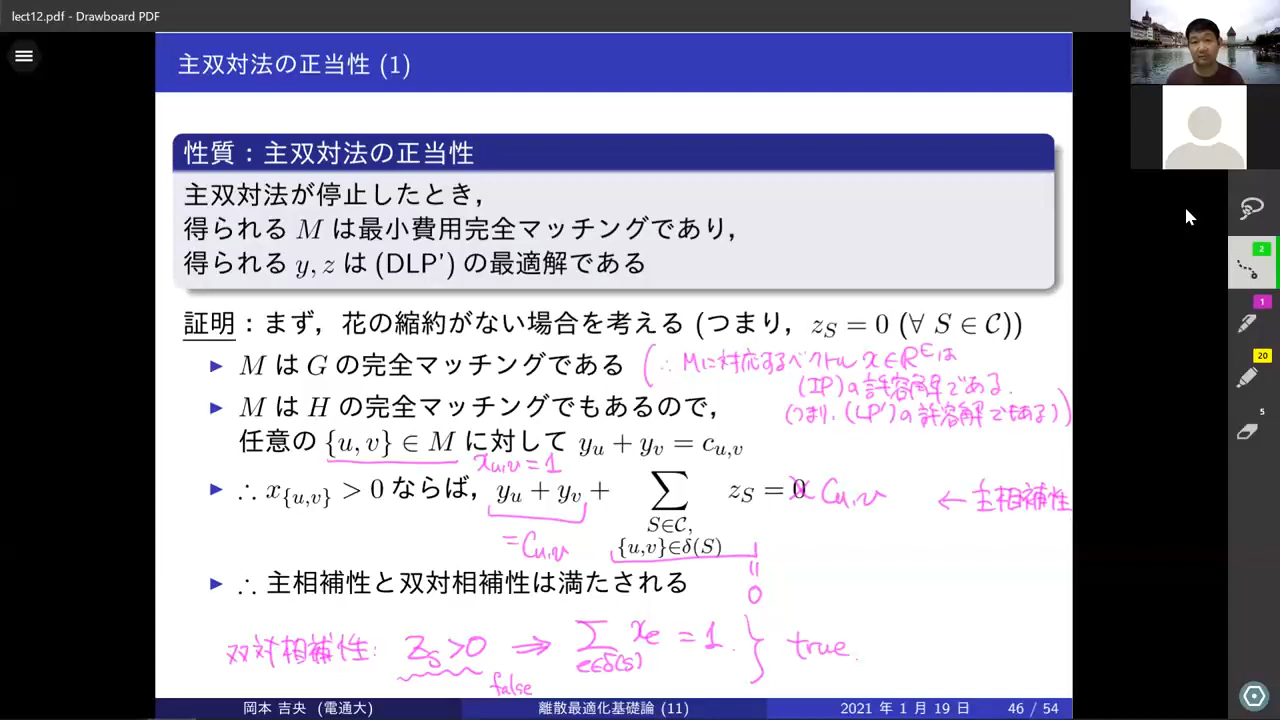 lect12.pdf - Drawboard PDF
主双対法の正当性 (1)
性質：主双対法の正当性
主双対法が停止したとき，
得られる M は最小費用完全マッチングであり，
得られる y, z は (DLP') の最適解である
証明：まず，花の縮約がない場合を考える (つまり，z_S = 0 (∀ S ∈ C))
▶ M は G の完全マッチングである (∵ Mに対応するベクトル x∈R^E は
(IP)の許容解である.
(つまり、(LP')の許容解でもある))
▶ M は H の完全マッチングでもあるので，
任意の {u, v} ∈ M に対して y_u + y_v = c_{u,v}
x_{u,v} = 1
▶ ∴ x_{{u,v}} > 0 ならば，y_u + y_v + ∑ z_S = 0 C_{u,v} ← 主相補性
S∈C,
{u,v}∈δ(S)
= C_{u,v}
▶ ∴ 主相補性と双対相補性は満たされる
=
0
双対相補性: z_S > 0 ⇒ ∑ x_e = 1. } true.
e∈δ(S)
false
岡本 吉央 (電通大) 離散最適化基礎論 (11) 2021 年 1 月 19 日 46 / 54
2
1
20
5